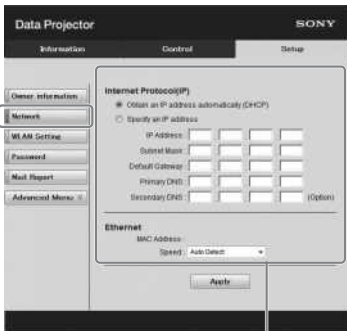 Data Projector
SONY
Information
Control
Setup
Owner information
Network
WLAN Setting
Password
Mail Report
Advanced Menu
Internet Protocol(IP)
Obtain an IP address automatically (DHCP)
Specify an IP address
IP Address:
Subnet Mask:
Default Gateway:
Primary DNS:
Secondary DNS:
(Option)
Ethernet
MAC Address:
Speed: Auto Detect
Apply